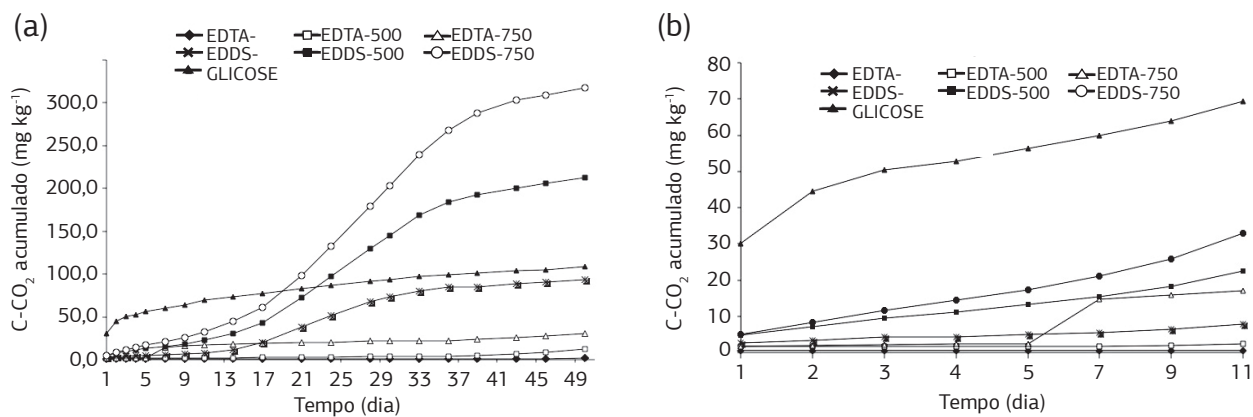 (a)
EDTA- EDTA-500 EDTA-750
EDDS- EDDS-500 EDDS-750
GLICOSE
C-CO₂ acumulado (mg kg⁻¹)
300,0
250,0
200,0
150,0
100,0
50,0
0,0
1 5 9 13 17 21 25 29 33 37 41 45 49
Tempo (dia)
(b)
EDTA- EDTA-500 EDTA-750
EDDS- EDDS-500 EDDS-750
GLICOSE
C-CO₂ acumulado (mg kg⁻¹)
80
70
60
50
40
30
20
10
0
1 2 3 4 5 7 9 11
Tempo (dia)